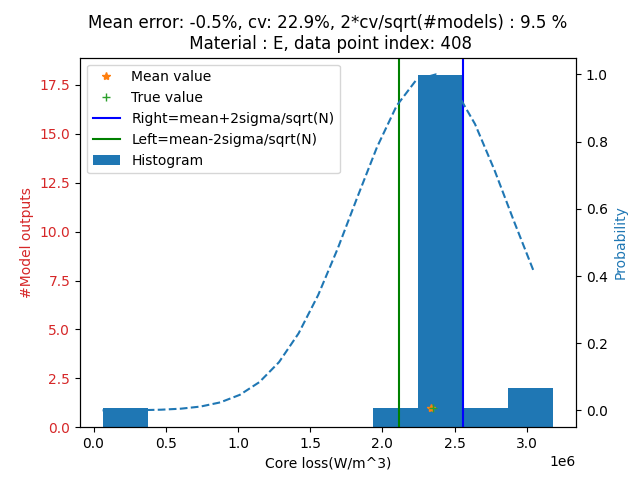 Mean error: -0.5%, cv: 22.9%, 2*cv/sqrt(#models) : 9.5 %
Material : E, data point index: 408
Mean value
True value
Right=mean+2sigma/sqrt(N)
Left=mean-2sigma/sqrt(N)
Histogram
#Model outputs
17.5
15.0
12.5
10.0
7.5
5.0
2.5
0.0
1.0
0.8
0.6
0.4
0.2
0.0
Probability
0.0 0.5 1.0 1.5 2.0 2.5 3.0
Core loss(W/m^3)
1e6